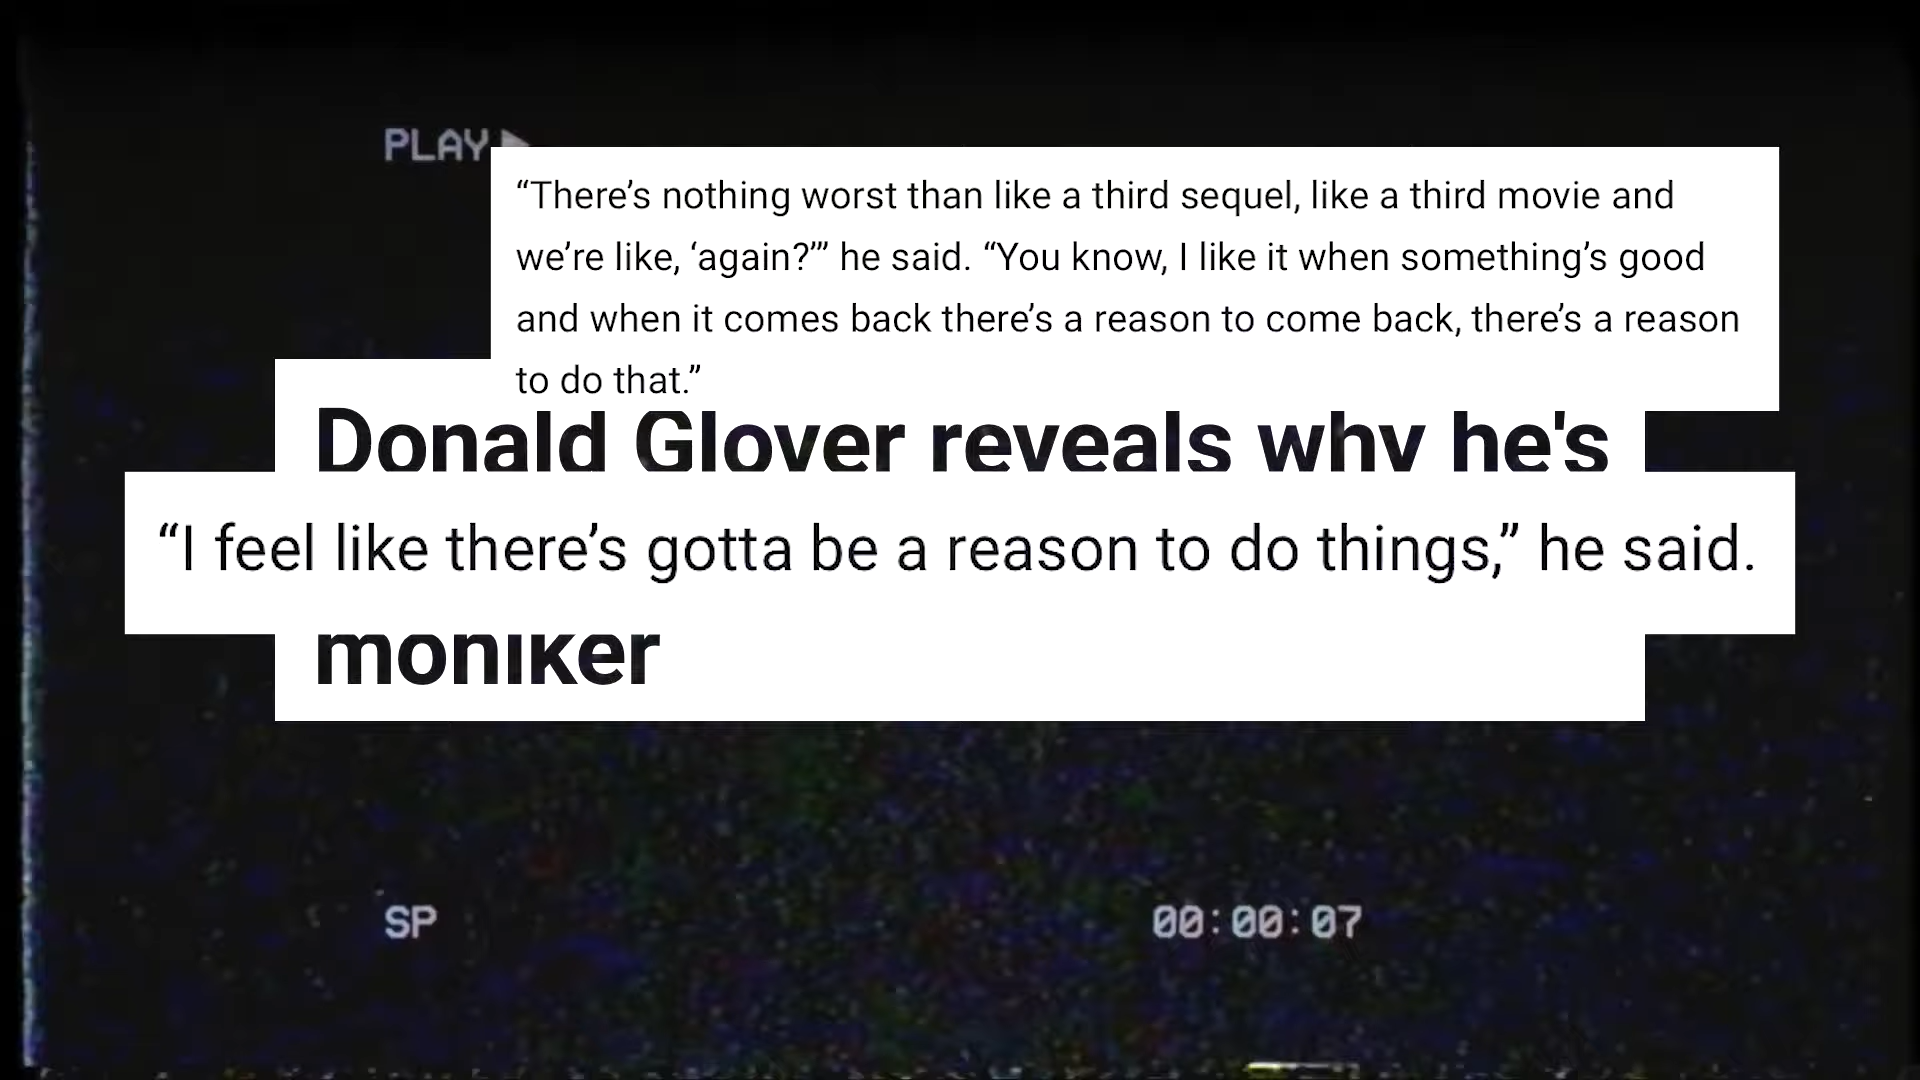 PLAY
“There’s nothing worst than like a third sequel, like a third movie and
we’re like, ‘again?’” he said. “You know, I like it when something’s good
and when it comes back there’s a reason to come back, there’s a reason
to do that.”
Donald Glover reveals why he's
“I feel like there’s gotta be a reason to do things,” he said.
moniker
SP
00:00:07